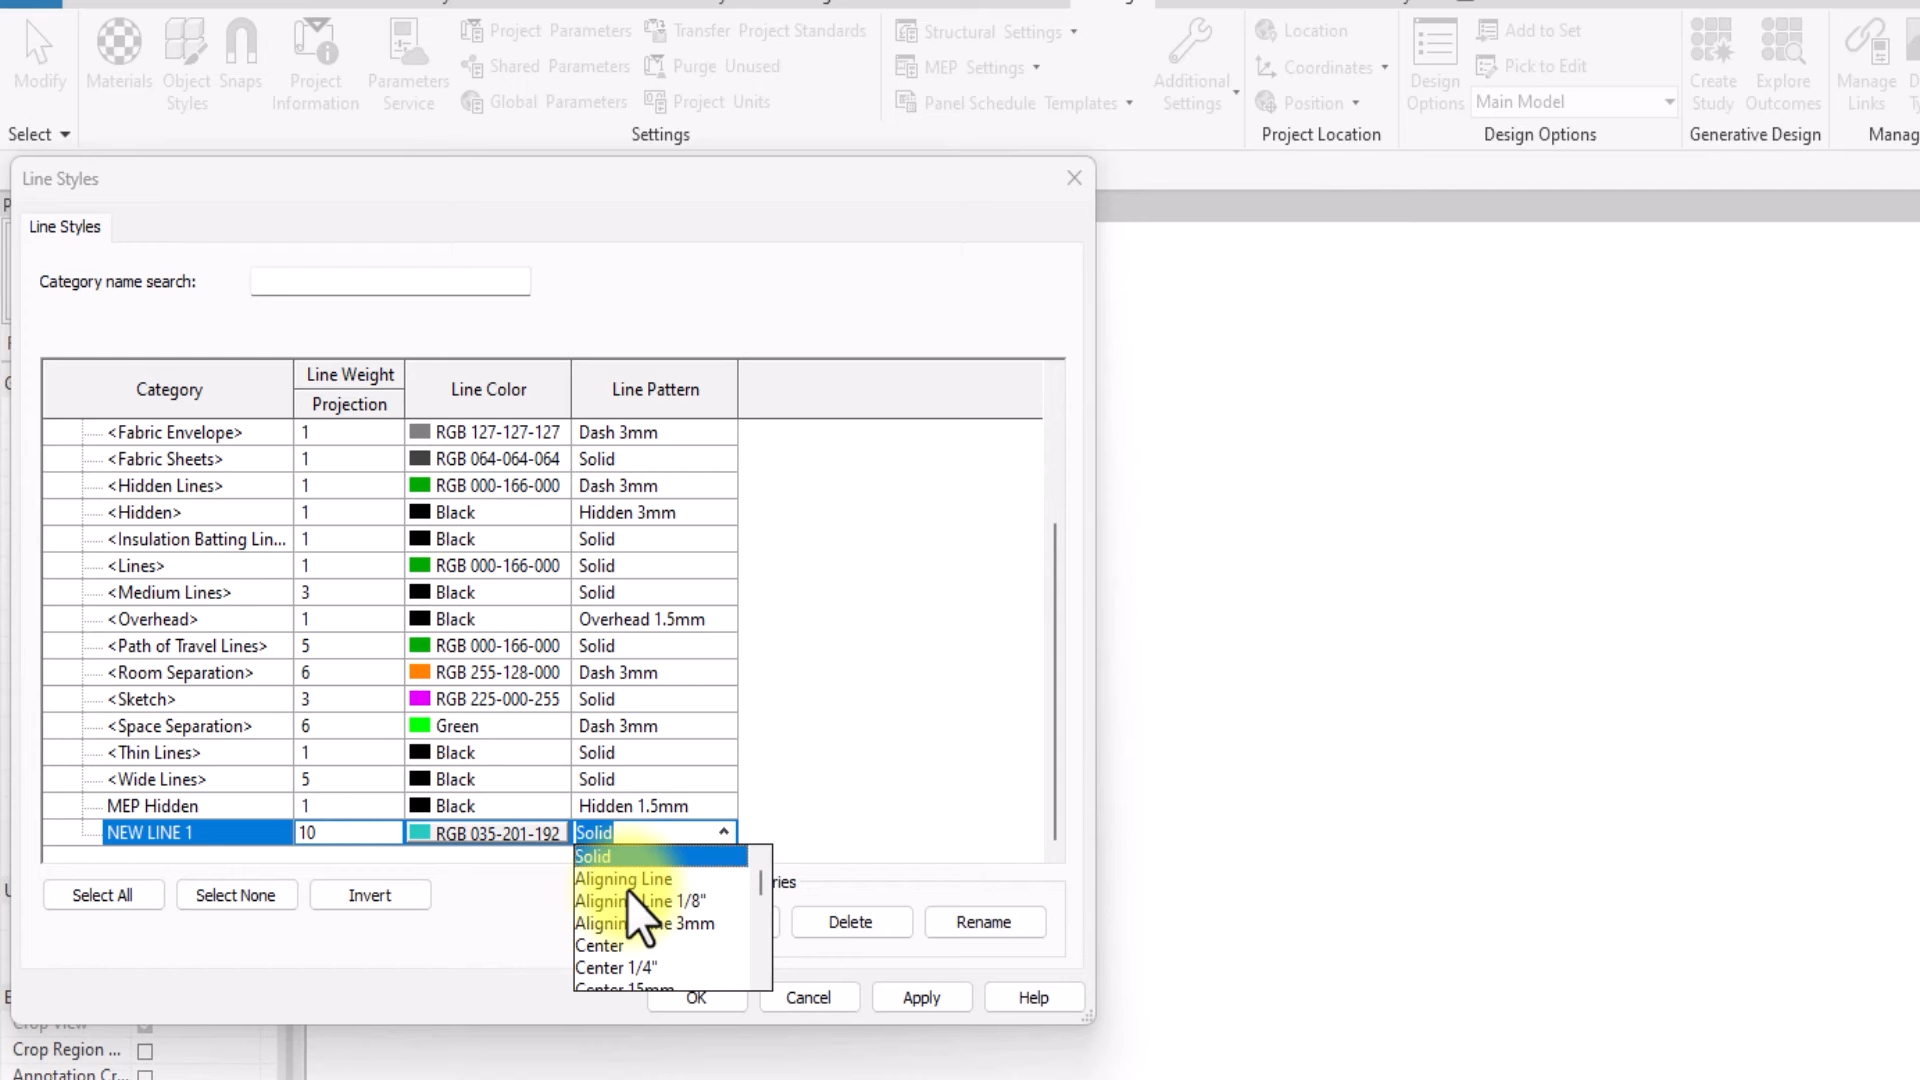 Modify
Materials
Object Styles
Snaps
Project Information
Parameters Service
Project Parameters
Shared Parameters
Global Parameters
Transfer Project Standards
Purge Unused
Project Units
Structural Settings
MEP Settings
Panel Schedule Templates
Additional Settings
Location
Coordinates
Position
Design Options
Add to Set
Pick to Edit
Main Model
Create Study
Explore Outcomes
Manage Links
Select
Settings
Project Location
Design Options
Generative Design
Manag
Line Styles
Line Styles
Category name search:
Category
Line Weight
Projection
Line Color
Line Pattern
<Fabric Envelope> 1 RGB 127-127-127 Dash 3mm
<Fabric Sheets> 1 RGB 064-064-064 Solid
<Hidden Lines> 1 RGB 000-166-000 Dash 3mm
<Hidden> 1 Black Hidden 3mm
<Insulation Batting Lin... 1 Black Solid
<Lines> 1 RGB 000-166-000 Solid
<Medium Lines> 3 Black Solid
<Overhead> 1 Black Overhead 1.5mm
<Path of Travel Lines> 5 RGB 000-166-000 Solid
<Room Separation> 6 RGB 255-128-000 Dash 3mm
<Sketch> 3 RGB 225-000-255 Solid
<Space Separation> 6 Green Dash 3mm
<Thin Lines> 1 Black Solid
<Wide Lines> 5 Black Solid
MEP Hidden 1 Black Hidden 1.5mm
NEW LINE 1 10 RGB 035-201-192 Solid
Solid
Aligning Line
Aligning Line 1/8"
Aligning Line 3mm
Center
Center 1/4"
Center 15mm
Select All
Select None
Invert
ries
Delete
Rename
OK
Cancel
Apply
Help
Crop View
Crop Region ...
Annotation Cr...